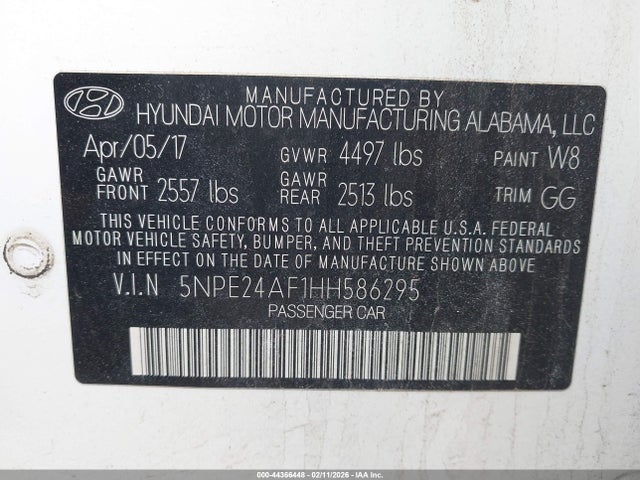 MANUFACTURED BY
HYUNDAI MOTOR MANUFACTURING ALABAMA, LLC
Apr/05/17 GVWR 4497 lbs PAINT W8
GAWR FRONT 2557 lbs GAWR REAR 2513 lbs TRIM GG
THIS VEHICLE CONFORMS TO ALL APPLICABLE U.S.A. FEDERAL
MOTOR VEHICLE SAFETY, BUMPER, AND THEFT PREVENTION STANDARDS
IN EFFECT ON THE DATE OF MANUFACTURE SHOWN ABOVE
V.I.N 5NPE24AF1HH586295
PASSENGER CAR
000-44366448 - 02/11/2026 - COPART